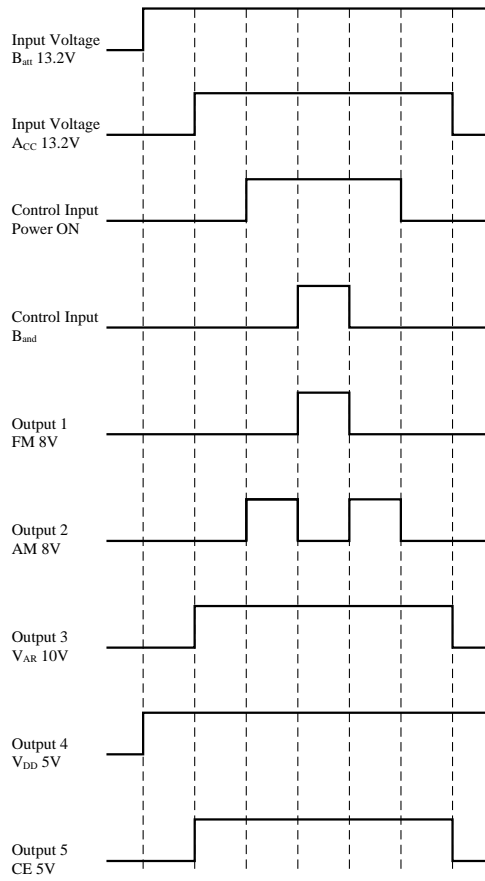 Input Voltage
Batt 13.2V
Input Voltage
ACC 13.2V
Control Input
Power ON
Control Input
Band
Output 1
FM 8V
Output 2
AM 8V
Output 3
VAR 10V
Output 4
VDD 5V
Output 5
CE 5V